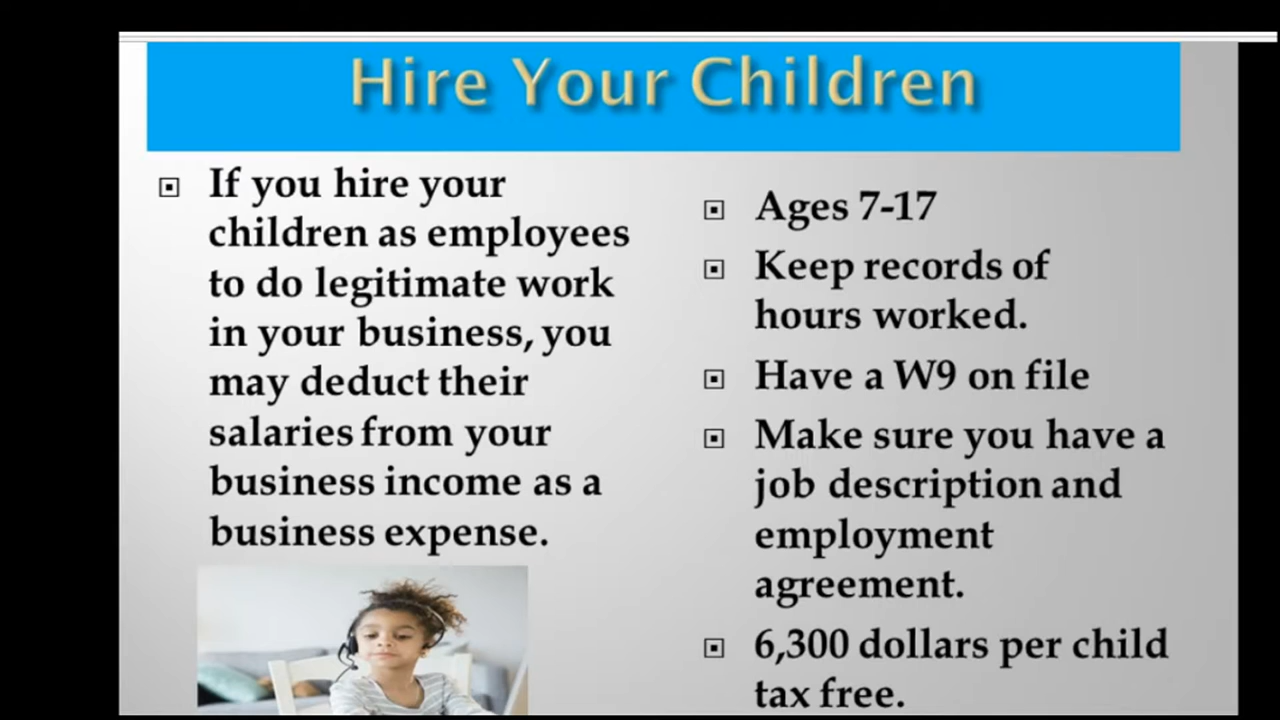 Hire Your Children
If you hire your
children as employees
to do legitimate work
in your business, you
may deduct their
salaries from your
business income as a
business expense.
Ages 7-17
Keep records of
hours worked.
Have a W9 on file
Make sure you have a
job description and
employment
agreement.
6,300 dollars per child
tax free.